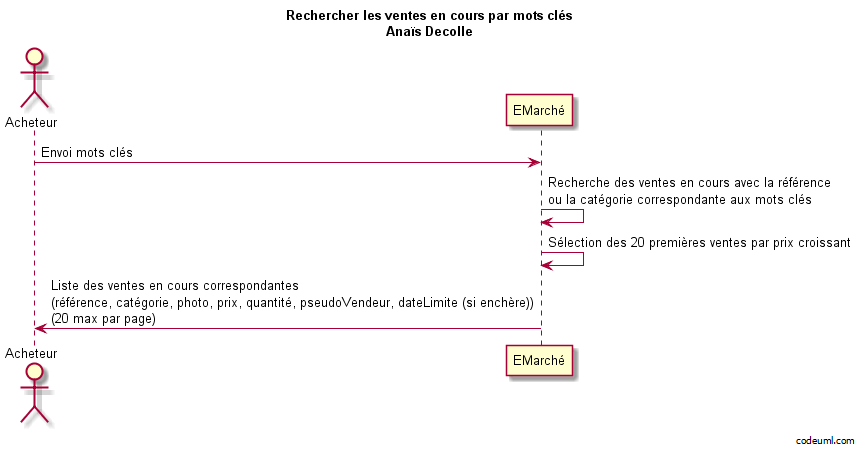 Rechercher les ventes en cours par mots clés
Anaïs Decolle
Acheteur
EMarché
Envoi mots clés
Recherche des ventes en cours avec la référence
ou la catégorie correspondante aux mots clés
Sélection des 20 premières ventes par prix croissant
Liste des ventes en cours correspondantes
(référence, catégorie, photo, prix, quantité, pseudoVendeur, dateLimite (si enchère))
(20 max par page)
Acheteur
EMarché
codeuml.com